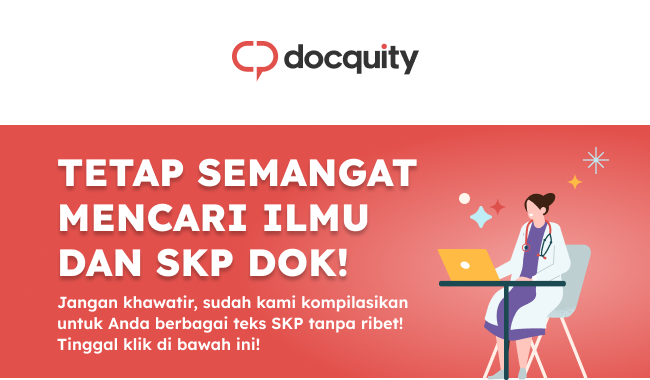 docquity
TETAP SEMANGAT
MENCARI ILMU
DAN SKP DOK!
Jangan khawatir, sudah kami kompilasikan
untuk Anda berbagai teks SKP tanpa ribet!
Tinggal klik di bawah ini!